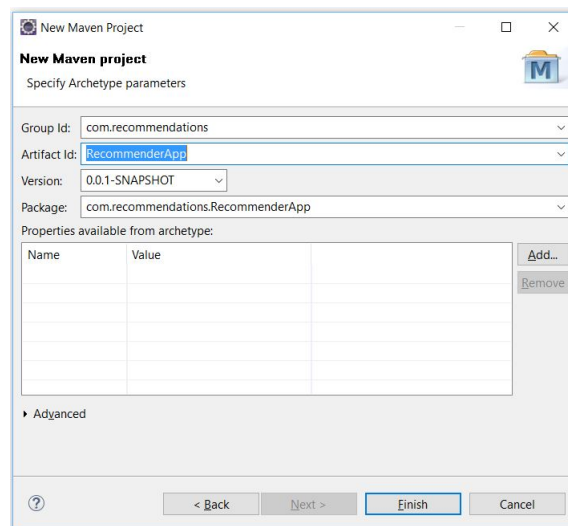 New Maven Project
New Maven project
Specify Archetype parameters
M
Group Id: com.recommendations
Artifact Id: RecommenderApp
Version: 0.0.1-SNAPSHOT
Package: com.recommendations.RecommenderApp
Properties available from archetype:
Name Value
Add...
Remove
Advanced
? < Back Next > Finish Cancel